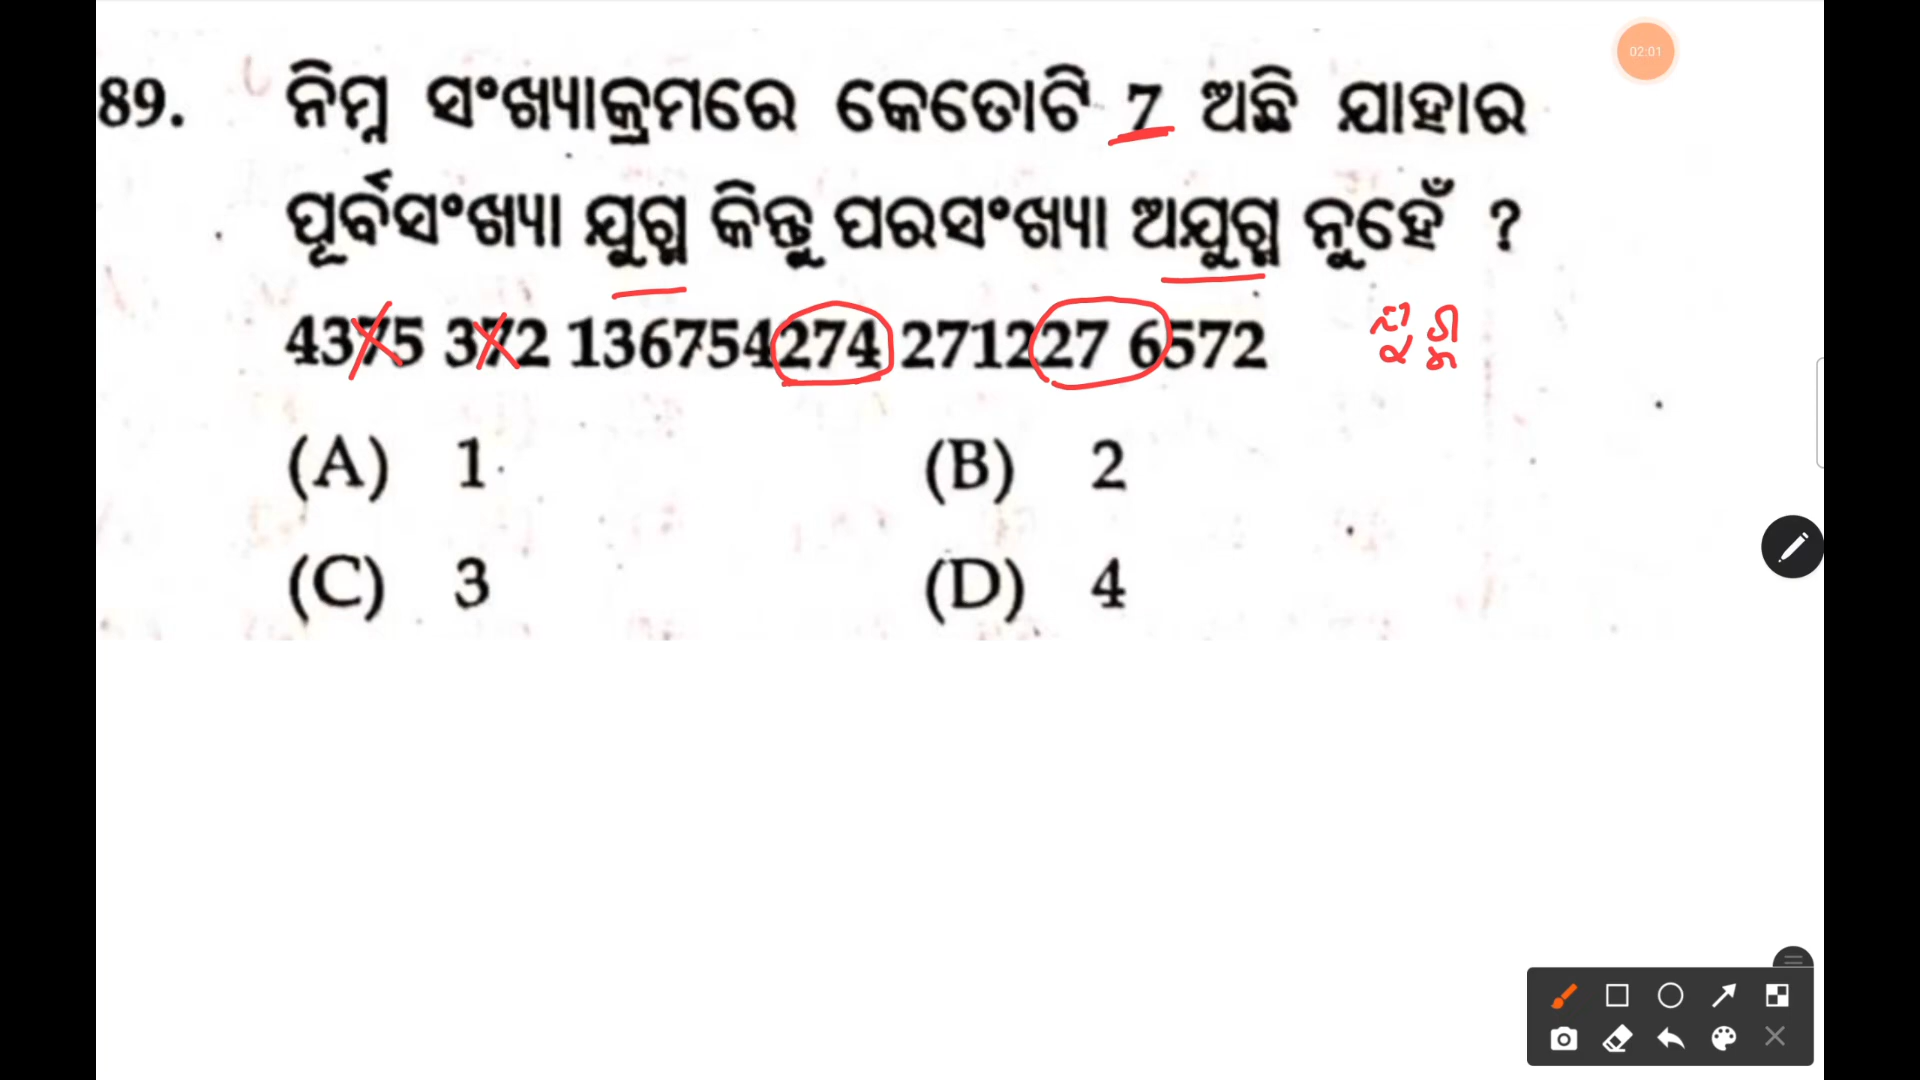 02:01
89. ନିମ୍ନ ସଂଖ୍ୟାକ୍ରମରେ କେତୋଟି 7 ଅଛି ଯାହାର
ପୂର୍ବସଂଖ୍ୟା ଯୁଗ୍ମ କିନ୍ତୁ ପରସଂଖ୍ୟା ଅଯୁଗ୍ମ ନୁହେଁ ?
4375 372 136754274 271227 6572
(A) 1 (B) 2
(C) 3 (D) 4